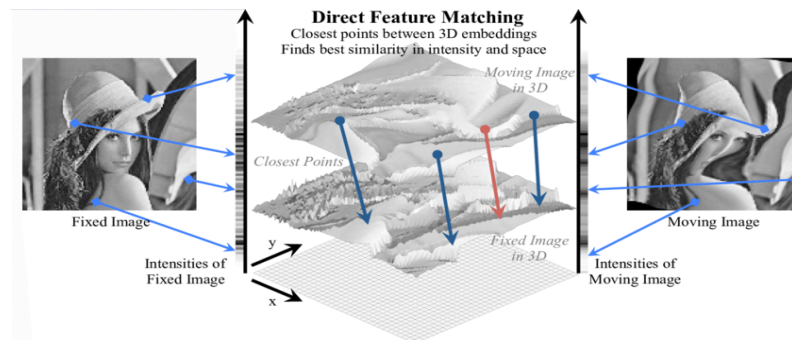 Direct Feature Matching
Closest points between 3D embeddings
Finds best similarity in intensity and space
Moving Image
in 3D
Closest Points
Fixed Image
Moving Image
Fixed Image
in 3D
y
x
Intensities of
Fixed Image
Intensities of
Moving Image